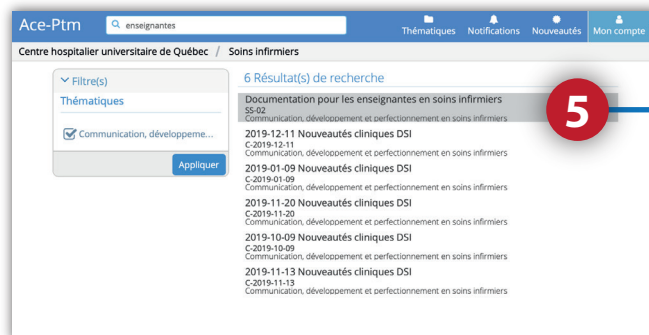 Ace-Ptm
enseignantes
Thématiques
Notifications
Nouveautés
Mon compte
Centre hospitalier universitaire de Québec / Soins infirmiers
Filtre(s)
Thématiques
Communication, développeme...
Appliquer
6 Résultat(s) de recherche
Documentation pour les enseignantes en soins infirmiers
SS-02
Communication, développement et perfectionnement en soins infirmiers
2019-12-11 Nouveautés cliniques DSI
C-2019-12-11
Communication, développement et perfectionnement en soins infirmiers
2019-01-09 Nouveautés cliniques DSI
C-2019-01-09
Communication, développement et perfectionnement en soins infirmiers
2019-11-20 Nouveautés cliniques DSI
C-2019-11-20
Communication, développement et perfectionnement en soins infirmiers
2019-10-09 Nouveautés cliniques DSI
C-2019-10-09
Communication, développement et perfectionnement en soins infirmiers
2019-11-13 Nouveautés cliniques DSI
C-2019-11-13
Communication, développement et perfectionnement en soins infirmiers
5